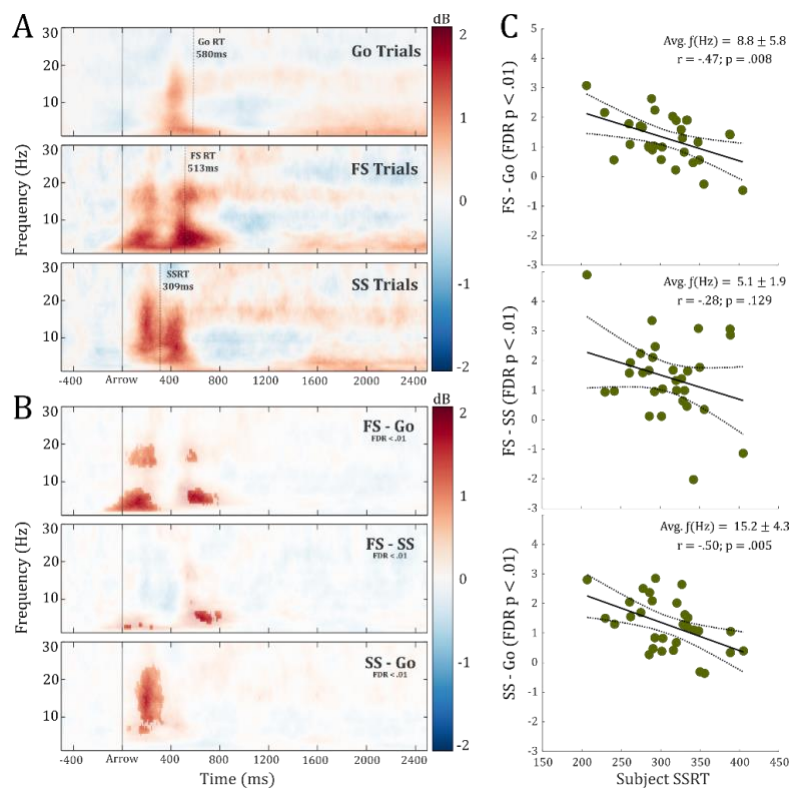 A
dB
30
20
10
Go RT
580ms
Go Trials
30
20
10
FS RT
513ms
FS Trials
30
20
10
SSRT
309ms
SS Trials
Frequency (Hz)
2
1
0
-1
-2
-400 Arrow 400 800 1200 1600 2000 2400
B
dB
30
20
10
FS - Go
FDR < .01
30
20
10
FS - SS
FDR < .01
30
20
10
SS - Go
FDR < .01
Frequency (Hz)
2
1
0
-1
-2
-400 Arrow 400 800 1200 1600 2000 2400
Time (ms)
C
5
4
3
2
1
0
-1
-2
-3
FS - Go (FDR p < .01)
Avg. ƒ(Hz) = 8.8 ± 5.8
r = -.47; p = .008
5
4
3
2
1
0
-1
-2
-3
FS - SS (FDR p < .01)
Avg. ƒ(Hz) = 5.1 ± 1.9
r = -.28; p = .129
5
4
3
2
1
0
-1
-2
-3
SS - Go (FDR p < .01)
Avg. ƒ(Hz) = 15.2 ± 4.3
r = -.50; p = .005
150 200 250 300 350 400 450
Subject SSRT